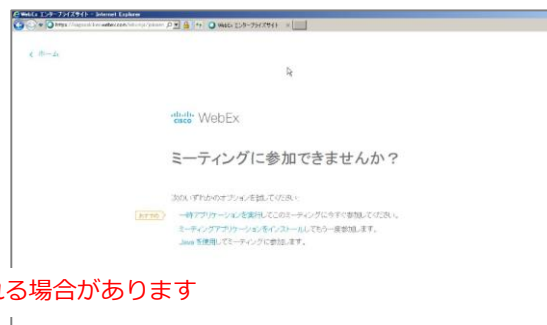 WebEx エンタープライズサイト - Internet Explorer
WebEx エンタープライズサイト
ホーム
cisco WebEx
ミーティングに参加できませんか？
次のいずれかのオプションを試してください:
おすすめ 一時アプリケーションを実行してこのミーティングに今すぐ参加してください。
ミーティングアプリケーションをインストールしてもう一度参加します。
Java を使用してミーティングに参加します。
れる場合があります